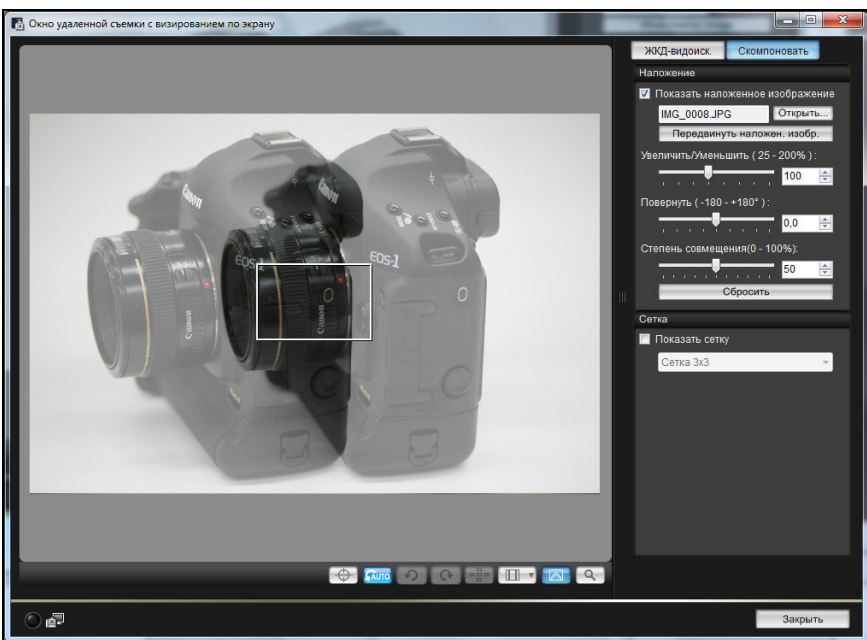 Окно удаленной съемки с визированием по экрану
ЖКД-видоиск. Скомпоновать
Наложение
Показать наложенное изображение
IMG_0008.JPG Открыть...
Передвинуть наложен. изобр.
Увеличить/Уменьшить ( 25 - 200% ) :
100
Повернуть ( -180 - +180° ) :
0,0
Степень совмещения(0 - 100%):
50
Сбросить
Сетка
Показать сетку
Сетка 3x3
Canon
EOS-1
EOS-1
Canon
Canon
AUTO
Закрыть